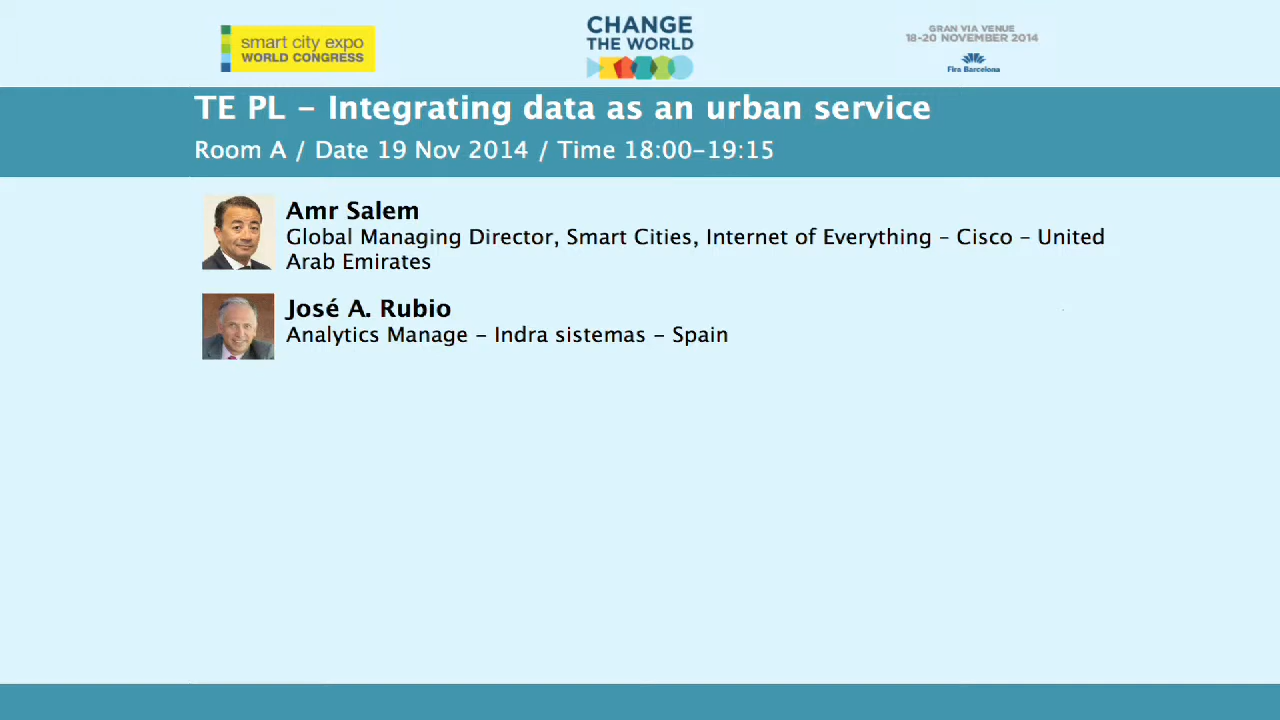 smart city expo
WORLD CONGRESS
CHANGE
THE WORLD
GRAN VIA VENUE
18-20 NOVEMBER 2014
Fira Barcelona
TE PL – Integrating data as an urban service
Room A / Date 19 Nov 2014 / Time 18:00–19:15
Amr Salem
Global Managing Director, Smart Cities, Internet of Everything – Cisco – United
Arab Emirates
José A. Rubio
Analytics Manage – Indra sistemas – Spain